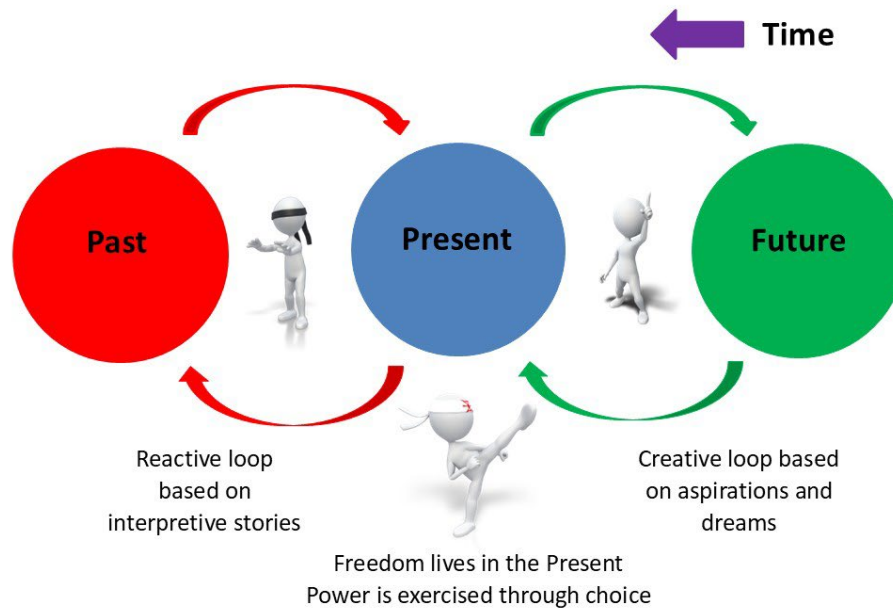 Time
Past
Present
Future
Reactive loop
based on
interpretive stories
Creative loop based
on aspirations and
dreams
Freedom lives in the Present
Power is exercised through choice